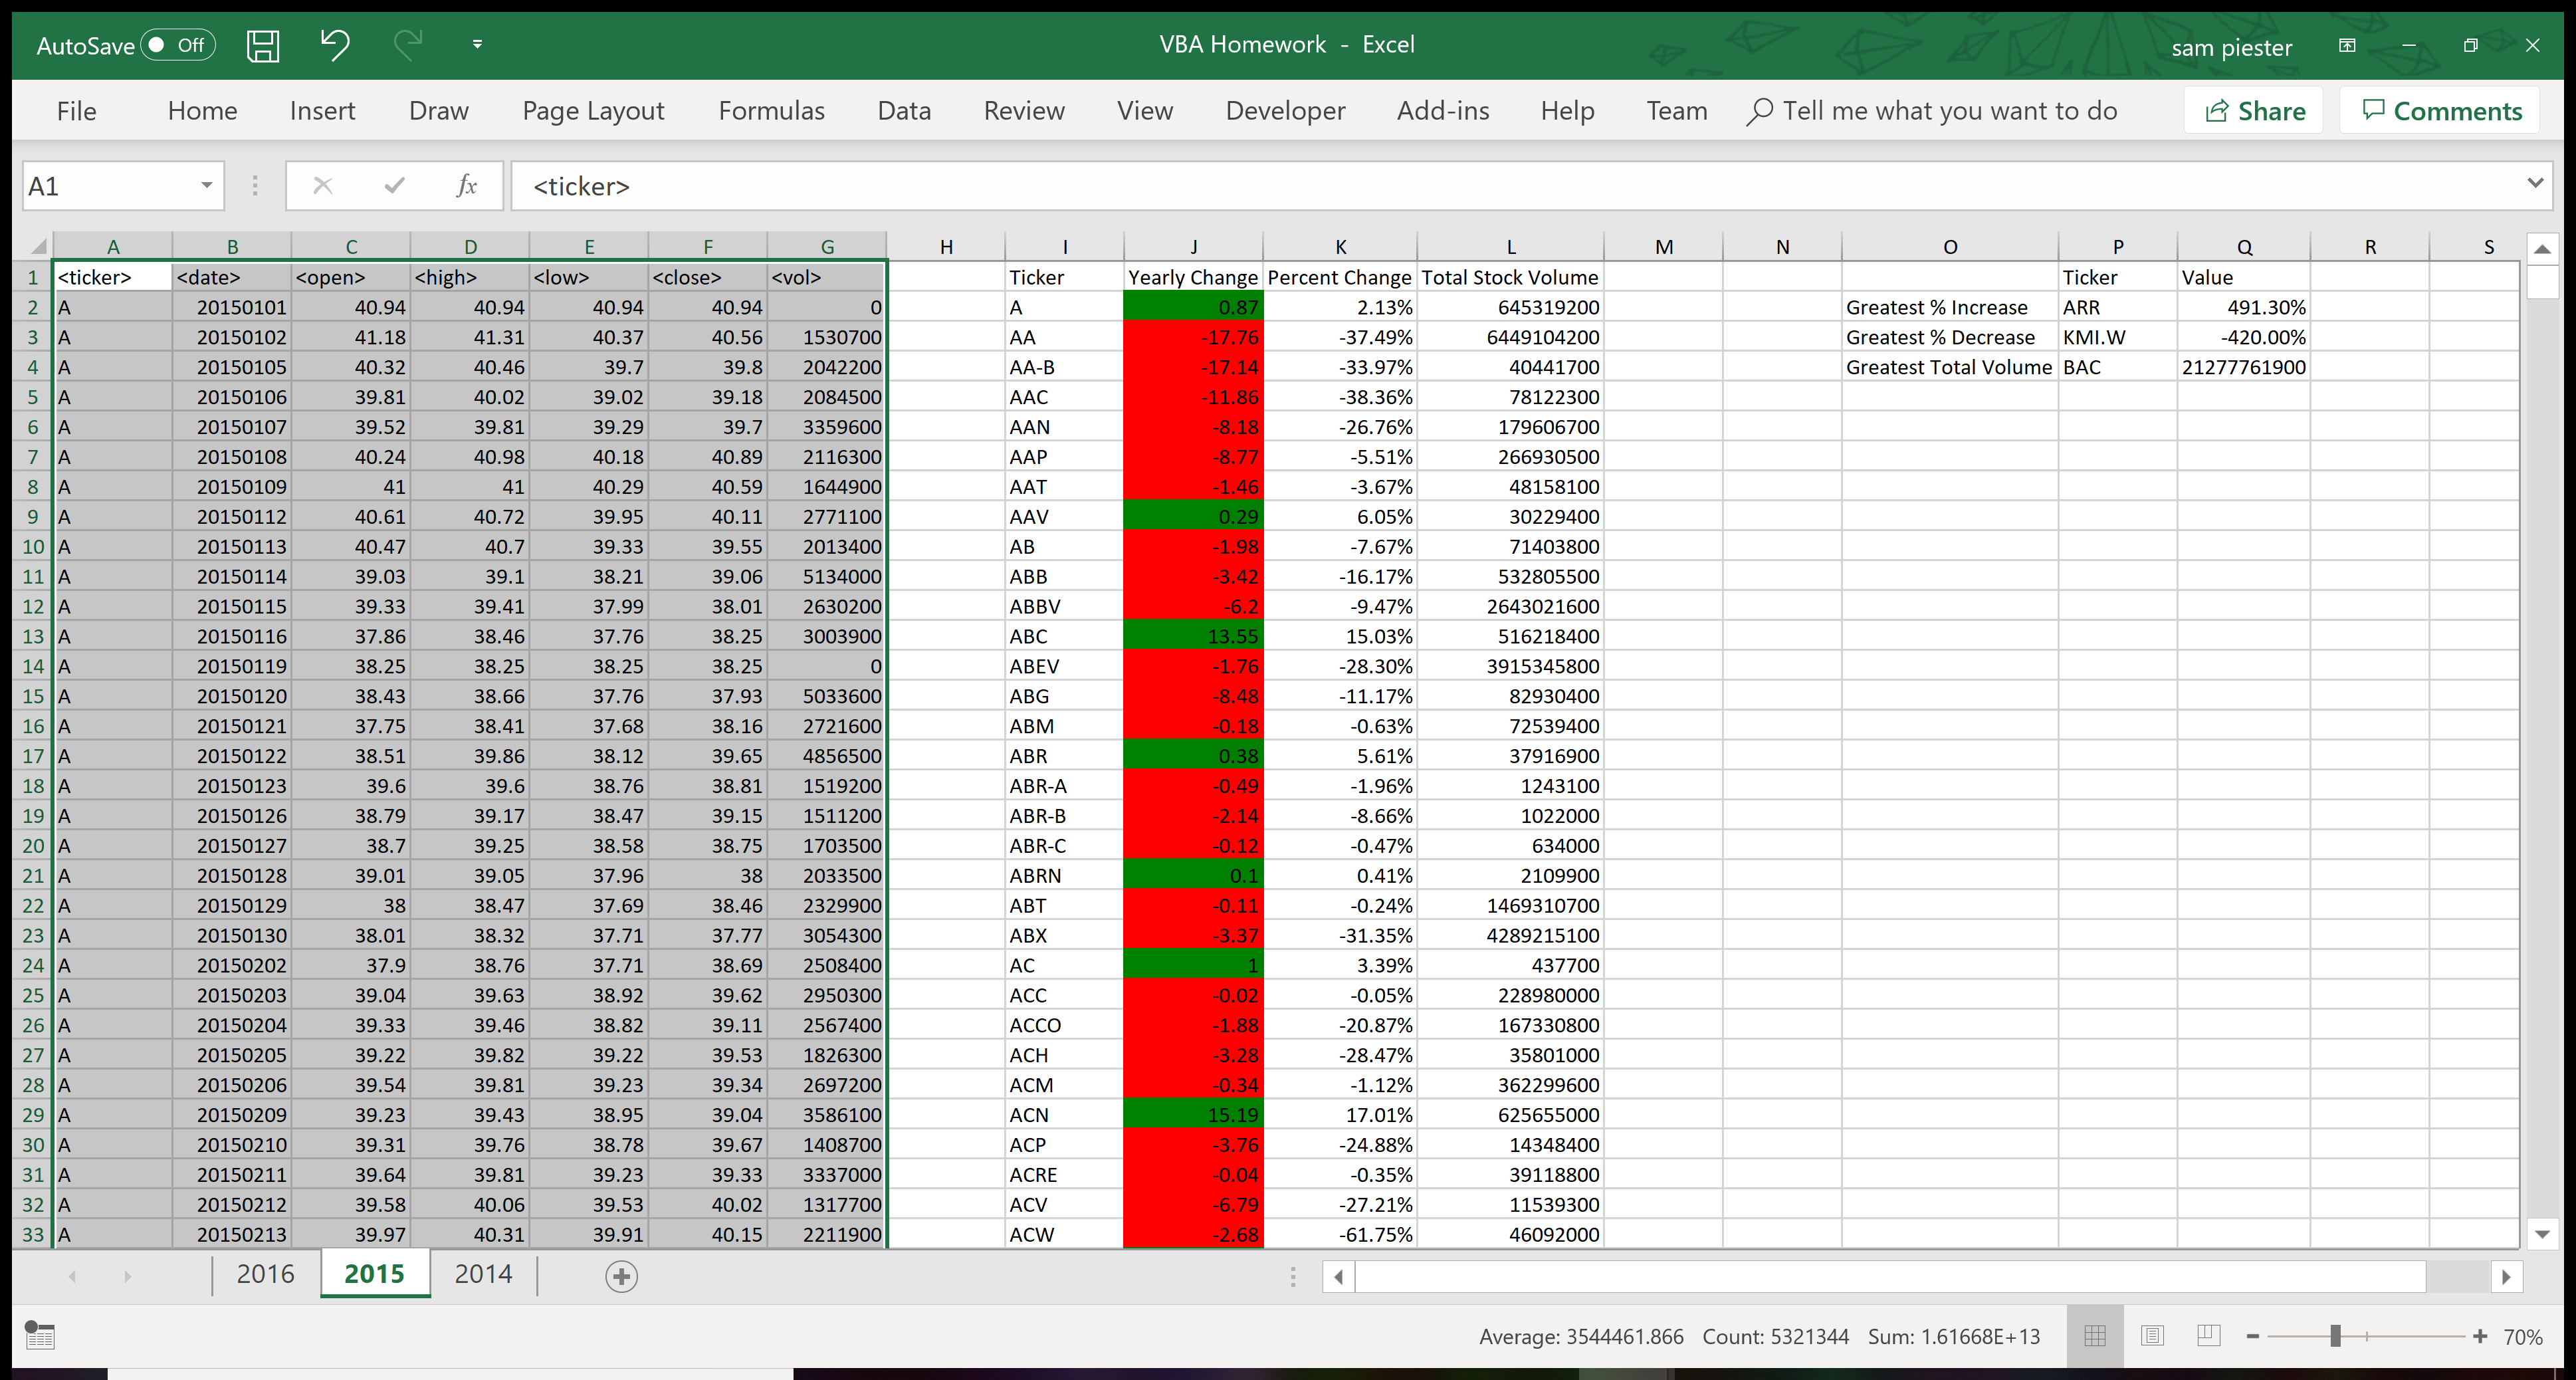 AutoSave Off VBA Homework - Excel sam piester
File Home Insert Draw Page Layout Formulas Data Review View Developer Add-ins Help Team Tell me what you want to do Share Comments
A1 fx <ticker>
A B C D E F G H I J K L M N O P Q R S
1 <ticker> <date> <open> <high> <low> <close> <vol> Ticker Yearly Change Percent Change Total Stock Volume Ticker Value
2 A 20150101 40.94 40.94 40.94 40.94 0 A 0.87 2.13% 645319200 Greatest % Increase ARR 491.30%
3 A 20150102 41.18 41.31 40.37 40.56 1530700 AA -17.76 -37.49% 6449104200 Greatest % Decrease KMI.W -420.00%
4 A 20150105 40.32 40.46 39.7 39.8 2042200 AA-B -17.14 -33.97% 40441700 Greatest Total Volume BAC 21277761900
5 A 20150106 39.81 40.02 39.02 39.18 2084500 AAC -11.86 -38.36% 78122300
6 A 20150107 39.52 39.81 39.29 39.7 3359600 AAN -8.18 -26.76% 179606700
7 A 20150108 40.24 40.98 40.18 40.89 2116300 AAP -8.77 -5.51% 266930500
8 A 20150109 41 41 40.29 40.59 1644900 AAT -1.46 -3.67% 48158100
9 A 20150112 40.61 40.72 39.95 40.11 2771100 AAV 0.29 6.05% 30229400
10 A 20150113 40.47 40.7 39.33 39.55 2013400 AB -1.98 -7.67% 71403800
11 A 20150114 39.03 39.1 38.21 39.06 5134000 ABB -3.42 -16.17% 532805500
12 A 20150115 39.33 39.41 37.99 38.01 2630200 ABBV -6.2 -9.47% 2643021600
13 A 20150116 37.86 38.46 37.76 38.25 3003900 ABC 13.55 15.03% 516218400
14 A 20150119 38.25 38.25 38.25 38.25 0 ABEV -1.76 -28.30% 3915345800
15 A 20150120 38.43 38.66 37.76 37.93 5033600 ABG -8.48 -11.17% 82930400
16 A 20150121 37.75 38.41 37.68 38.16 2721600 ABM -0.18 -0.63% 72539400
17 A 20150122 38.51 39.86 38.12 39.65 4856500 ABR 0.38 5.61% 37916900
18 A 20150123 39.6 39.6 38.76 38.81 1519200 ABR-A -0.49 -1.96% 1243100
19 A 20150126 38.79 39.17 38.47 39.15 1511200 ABR-B -2.14 -8.66% 1022000
20 A 20150127 38.7 39.25 38.58 38.75 1703500 ABR-C -0.12 -0.47% 634000
21 A 20150128 39.01 39.05 37.96 38 2033500 ABRN 0.1 0.41% 2109900
22 A 20150129 38 38.47 37.69 38.46 2329900 ABT -0.11 -0.24% 1469310700
23 A 20150130 38.01 38.32 37.71 37.77 3054300 ABX -3.37 -31.35% 4289215100
24 A 20150202 37.9 38.76 37.71 38.69 2508400 AC 1 3.39% 437700
25 A 20150203 39.04 39.63 38.92 39.62 2950300 ACC -0.02 -0.05% 228980000
26 A 20150204 39.33 39.46 38.82 39.11 2567400 ACCO -1.88 -20.87% 167330800
27 A 20150205 39.22 39.82 39.22 39.53 1826300 ACH -3.28 -28.47% 35801000
28 A 20150206 39.54 39.81 39.23 39.34 2697200 ACM -0.34 -1.12% 362299600
29 A 20150209 39.23 39.43 38.95 39.04 3586100 ACN 15.19 17.01% 625655000
30 A 20150210 39.31 39.76 38.78 39.67 1408700 ACP -3.76 -24.88% 14348400
31 A 20150211 39.64 39.81 39.23 39.33 3337000 ACRE -0.04 -0.35% 39118800
32 A 20150212 39.58 40.06 39.53 40.02 1317700 ACV -6.79 -27.21% 11539300
33 A 20150213 39.97 40.31 39.91 40.15 2211900 ACW -2.68 -61.75% 46092000
2016 2015 2014
Average: 3544461.866 Count: 5321344 Sum: 1.61668E+13 70%